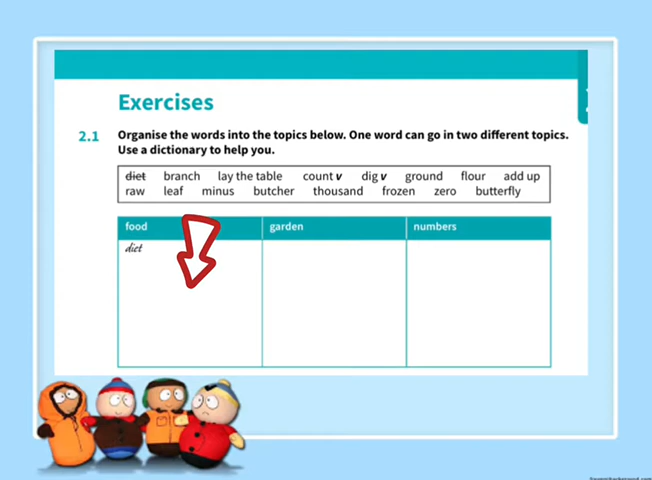 Exercises
2.1 Organise the words into the topics below. One word can go in two different topics.
Use a dictionary to help you.
diet branch lay the table count v dig v ground flour add up
raw leaf minus butcher thousand frozen zero butterfly
food garden numbers
diet